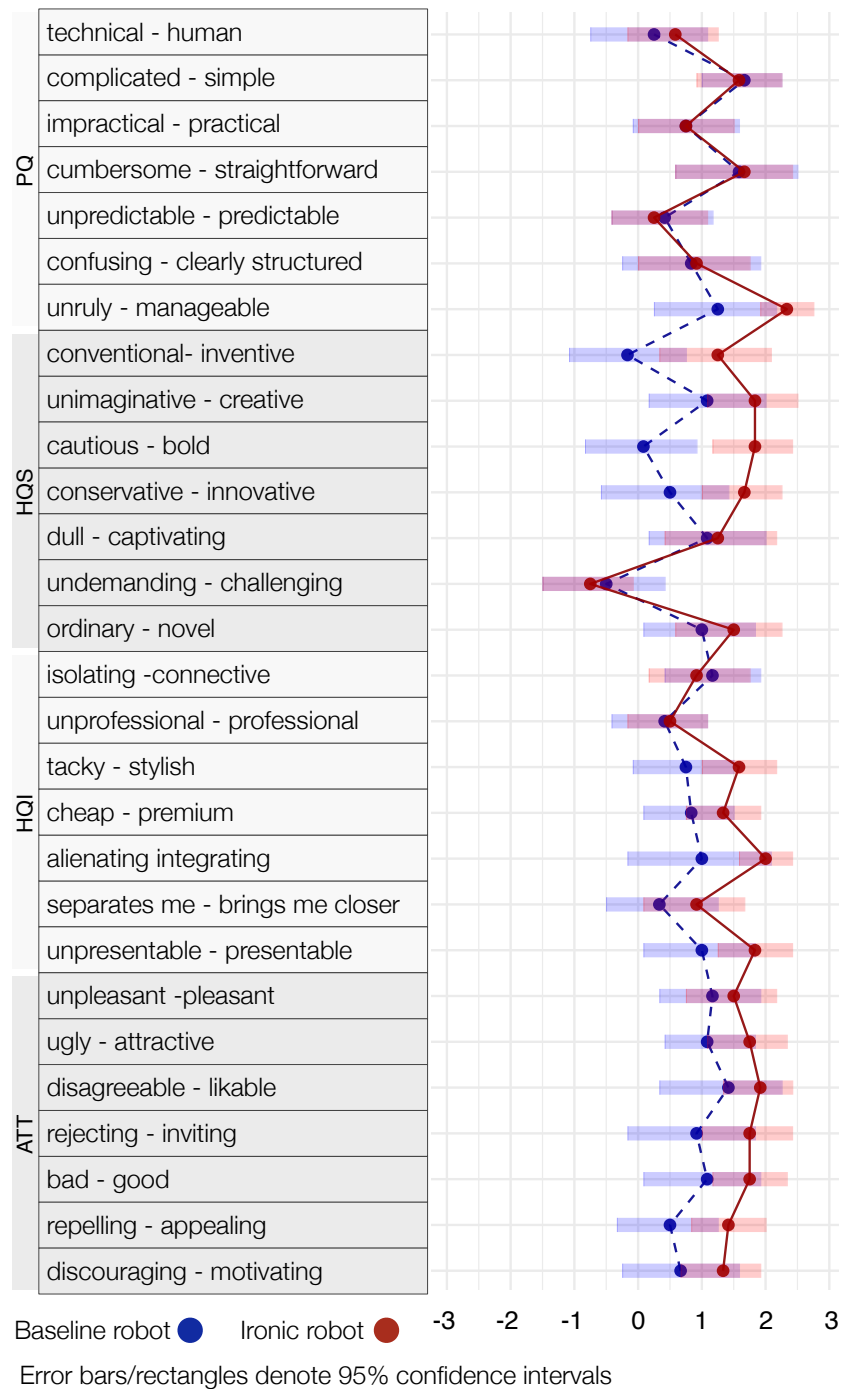 PQ
technical - human
complicated - simple
impractical - practical
cumbersome - straightforward
unpredictable - predictable
confusing - clearly structured
unruly - manageable
HQS
conventional- inventive
unimaginative - creative
cautious - bold
conservative - innovative
dull - captivating
undemanding - challenging
ordinary - novel
HQI
isolating -connective
unprofessional - professional
tacky - stylish
cheap - premium
alienating integrating
separates me - brings me closer
unpresentable - presentable
ATT
unpleasant -pleasant
ugly - attractive
disagreeable - likable
rejecting - inviting
bad - good
repelling - appealing
discouraging - motivating
-3 -2 -1 0 1 2 3
Baseline robot Ironic robot
Error bars/rectangles denote 95% confidence intervals